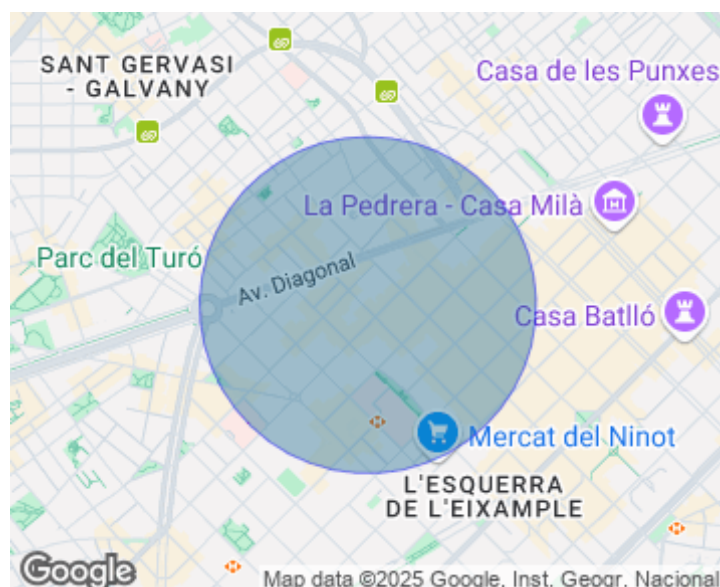 SANT GERVASI
- GALVANY
Casa de les Punxes
La Pedrera - Casa Milà
Parc del Turó
Av. Diagonal
Casa Batlló
Mercat del Ninot
L'ESQUERRA
DE L'EIXAMPLE
Google
Map data ©2025 Google, Inst. Geogr. Nacional